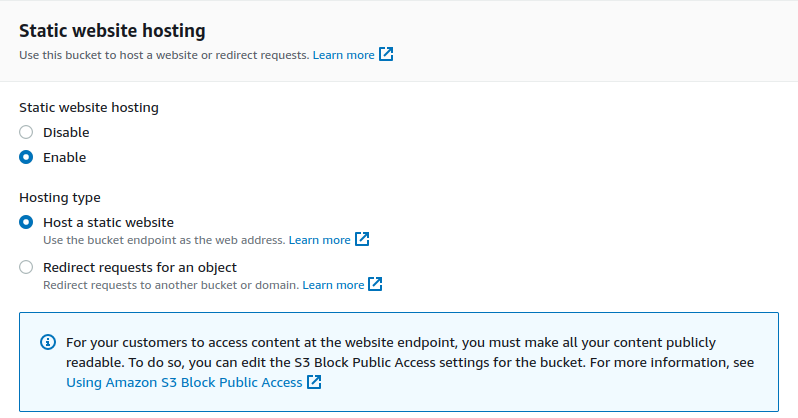 Static website hosting
Use this bucket to host a website or redirect requests. Learn more
Static website hosting
Disable
Enable
Hosting type
Host a static website
Use the bucket endpoint as the web address. Learn more
Redirect requests for an object
Redirect requests to another bucket or domain. Learn more
For your customers to access content at the website endpoint, you must make all your content publicly
readable. To do so, you can edit the S3 Block Public Access settings for the bucket. For more information, see
Using Amazon S3 Block Public Access